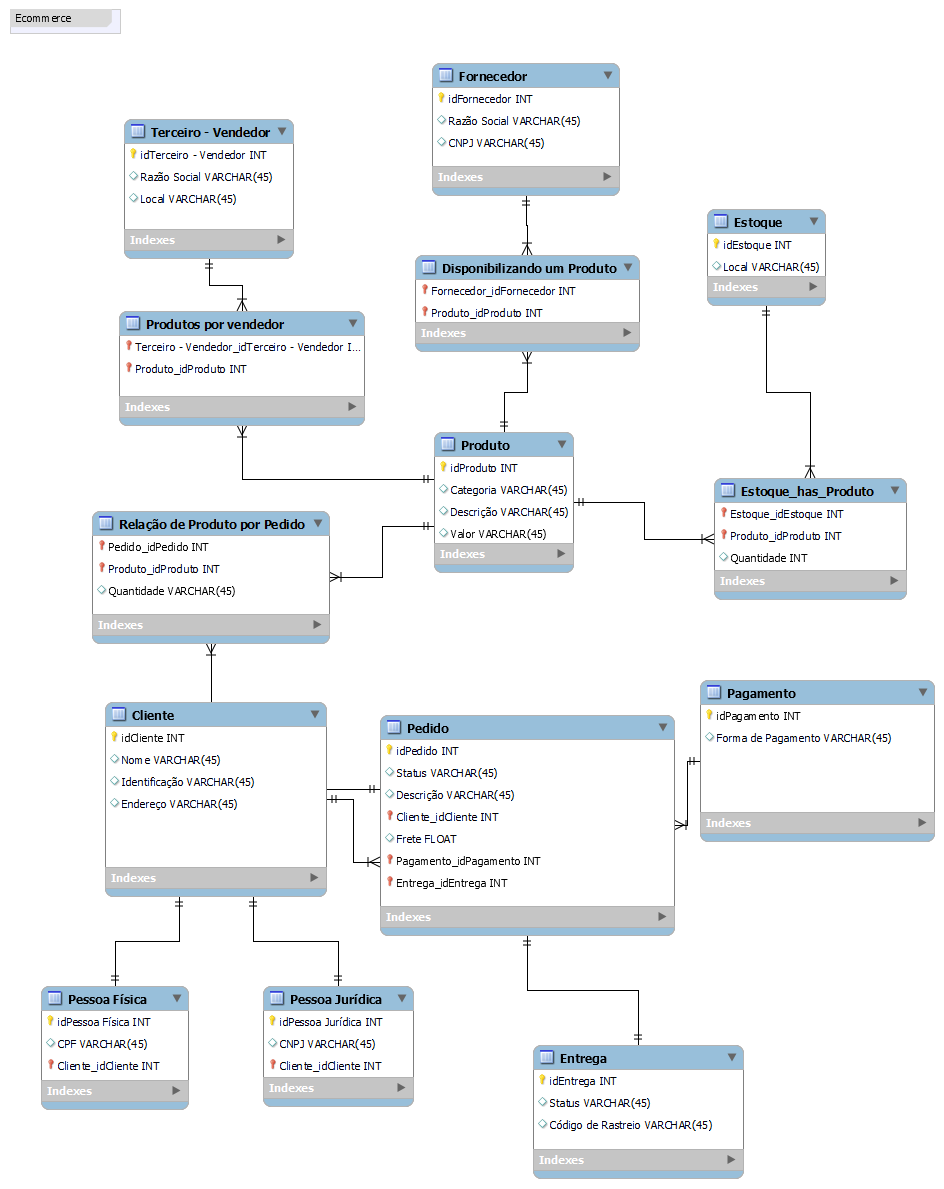 Ecommerce
Fornecedor
idFornecedor INT
Razão Social VARCHAR(45)
CNPJ VARCHAR(45)
Indexes
Terceiro - Vendedor
idTerceiro - Vendedor INT
Razão Social VARCHAR(45)
Local VARCHAR(45)
Indexes
Estoque
idEstoque INT
Local VARCHAR(45)
Indexes
Disponibilizando um Produto
Fornecedor_idFornecedor INT
Produto_idProduto INT
Indexes
Produtos por vendedor
Terceiro - Vendedor_idTerceiro - Vendedor I...
Produto_idProduto INT
Indexes
Produto
idProduto INT
Categoria VARCHAR(45)
Descrição VARCHAR(45)
Valor VARCHAR(45)
Indexes
Estoque_has_Produto
Estoque_idEstoque INT
Produto_idProduto INT
Quantidade INT
Indexes
Relação de Produto por Pedido
Pedido_idPedido INT
Produto_idProduto INT
Quantidade VARCHAR(45)
Indexes
Cliente
idCliente INT
Nome VARCHAR(45)
Identificação VARCHAR(45)
Endereço VARCHAR(45)
Indexes
Pedido
idPedido INT
Status VARCHAR(45)
Descrição VARCHAR(45)
Cliente_idCliente INT
Frete FLOAT
Pagamento_idPagamento INT
Entrega_idEntrega INT
Indexes
Pagamento
idPagamento INT
Forma de Pagamento VARCHAR(45)
Indexes
Pessoa Física
idPessoa Física INT
CPF VARCHAR(45)
Cliente_idCliente INT
Indexes
Pessoa Jurídica
idPessoa Jurídica INT
CNPJ VARCHAR(45)
Cliente_idCliente INT
Indexes
Entrega
idEntrega INT
Status VARCHAR(45)
Código de Rastreio VARCHAR(45)
Indexes